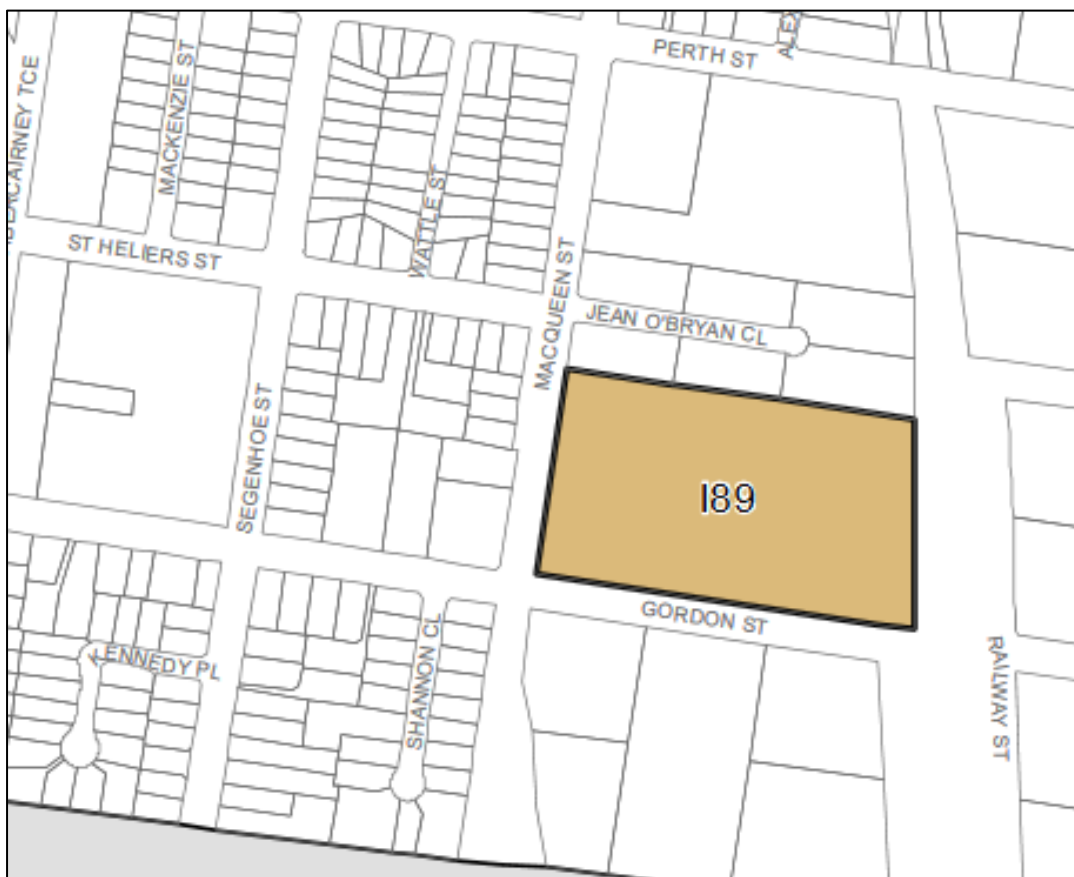 PERTH ST
MACKENZIE ST
ST HELIERS ST
WATTLE ST
MACQUEEN ST
JEAN O'BRYAN CL
SEGENHOE ST
I89
GORDON ST
KENNEDY PL
SHANNON CL
RAILWAY ST